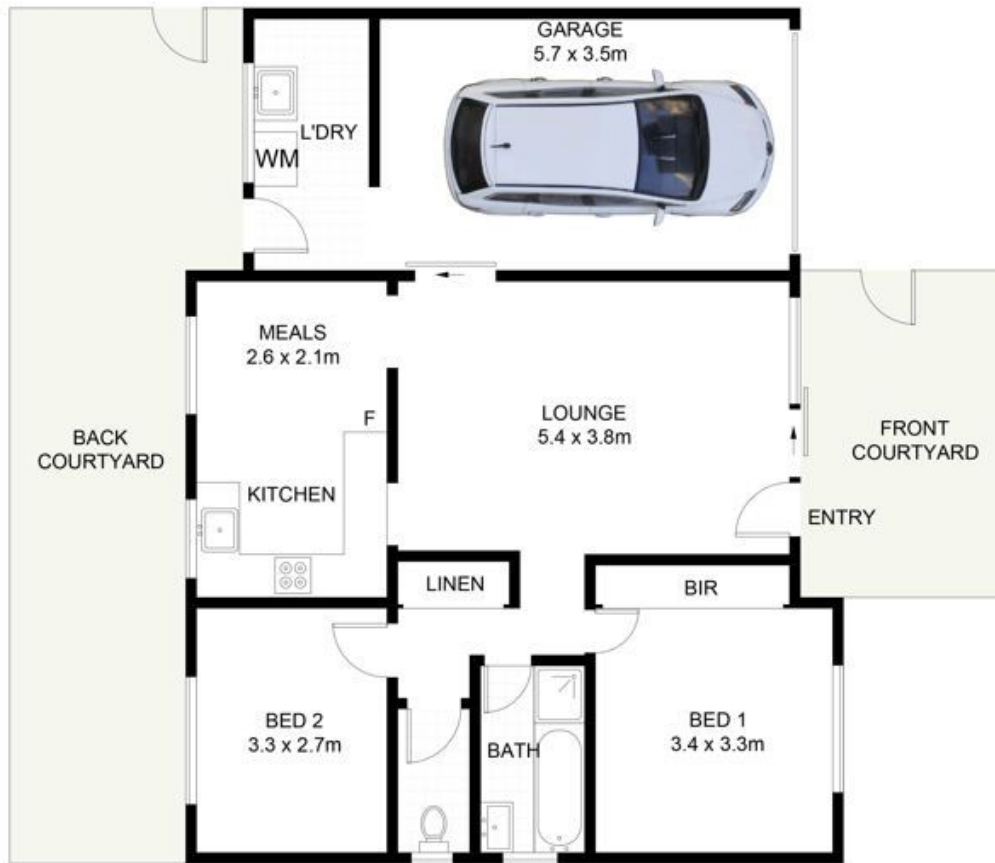 GARAGE
5.7 x 3.5m
L'DRY
WM
MEALS
2.6 x 2.1m
F
KITCHEN
LOUNGE
5.4 x 3.8m
BACK
COURTYARD
FRONT
COURTYARD
ENTRY
LINEN
BIR
BED 2
3.3 x 2.7m
BATH
BED 1
3.4 x 3.3m